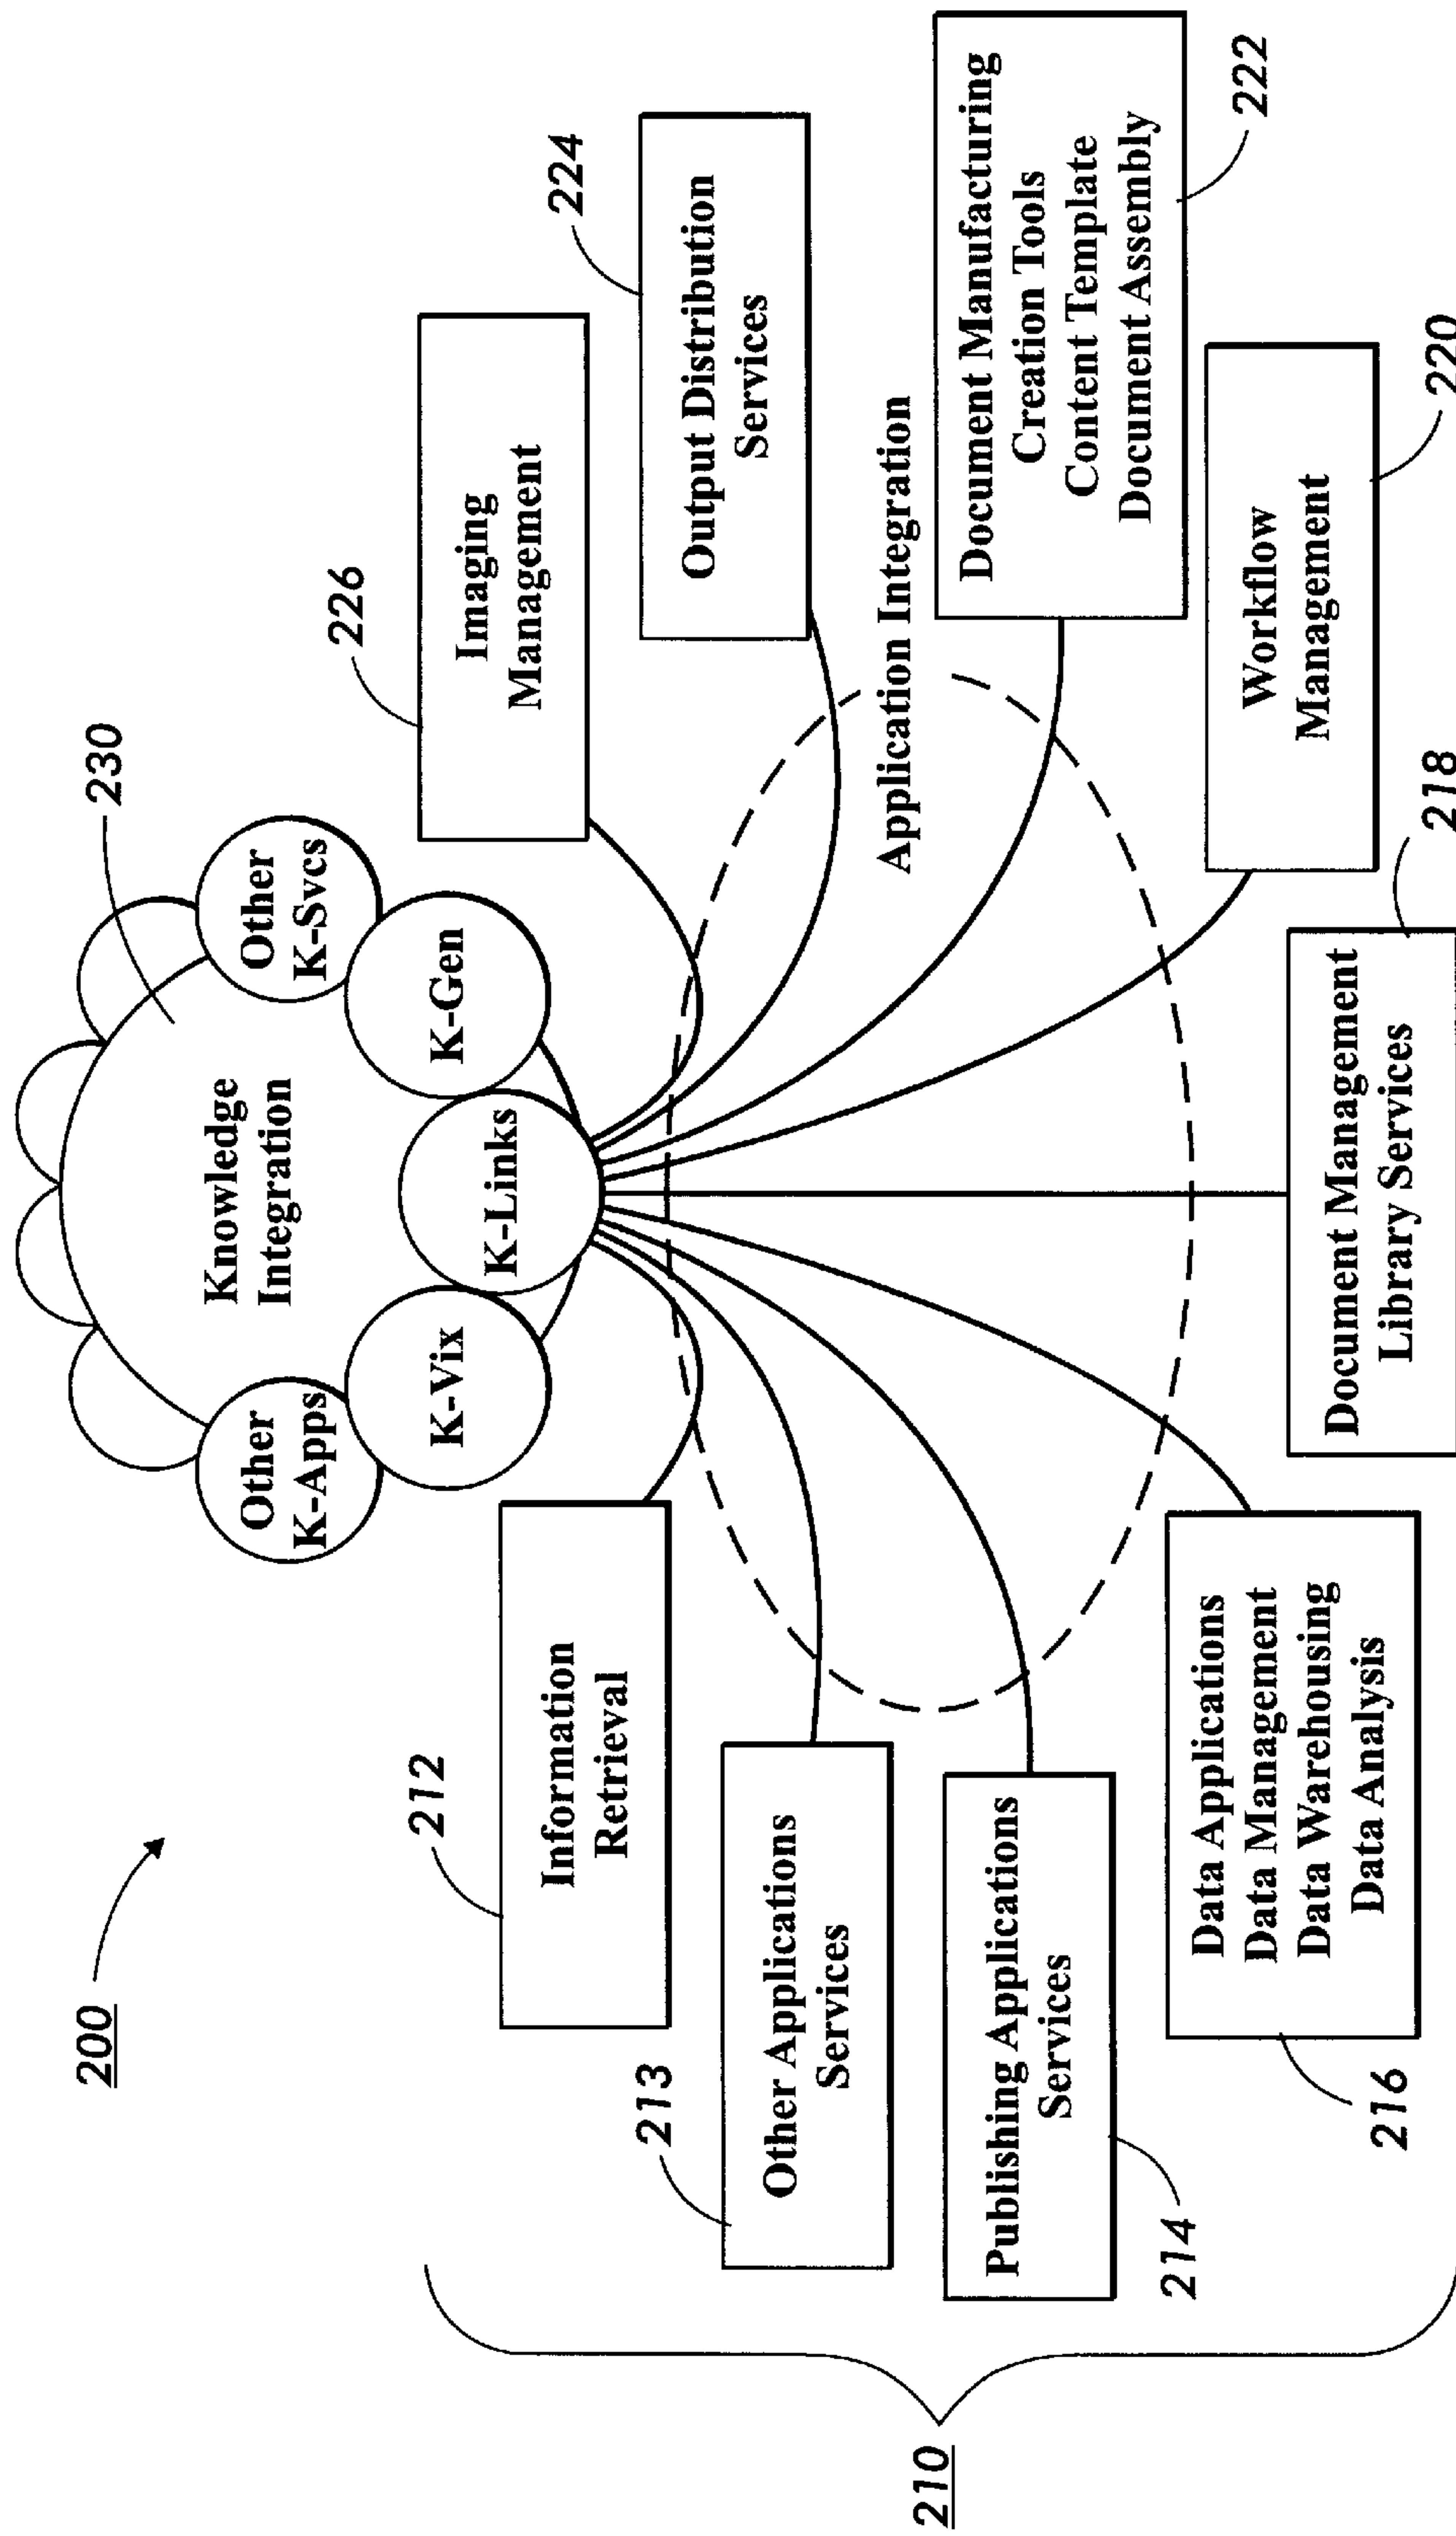 200
230
Knowledge
Integration
Other
K-Apps
Other
K-Svcs
K-Vix
K-Gen
K-Links
212
Information
Retrieval
226
Imaging
Management
213
Other Applications
Services
224
Output Distribution
Services
Application Integration
210
Publishing Applications
Services
214
Document Manufacturing
Creation Tools
Content Template
Document Assembly
222
Data Applications
Data Management
Data Warehousing
Data Analysis
216
Workflow
Management
220
Document Management
Library Services
218